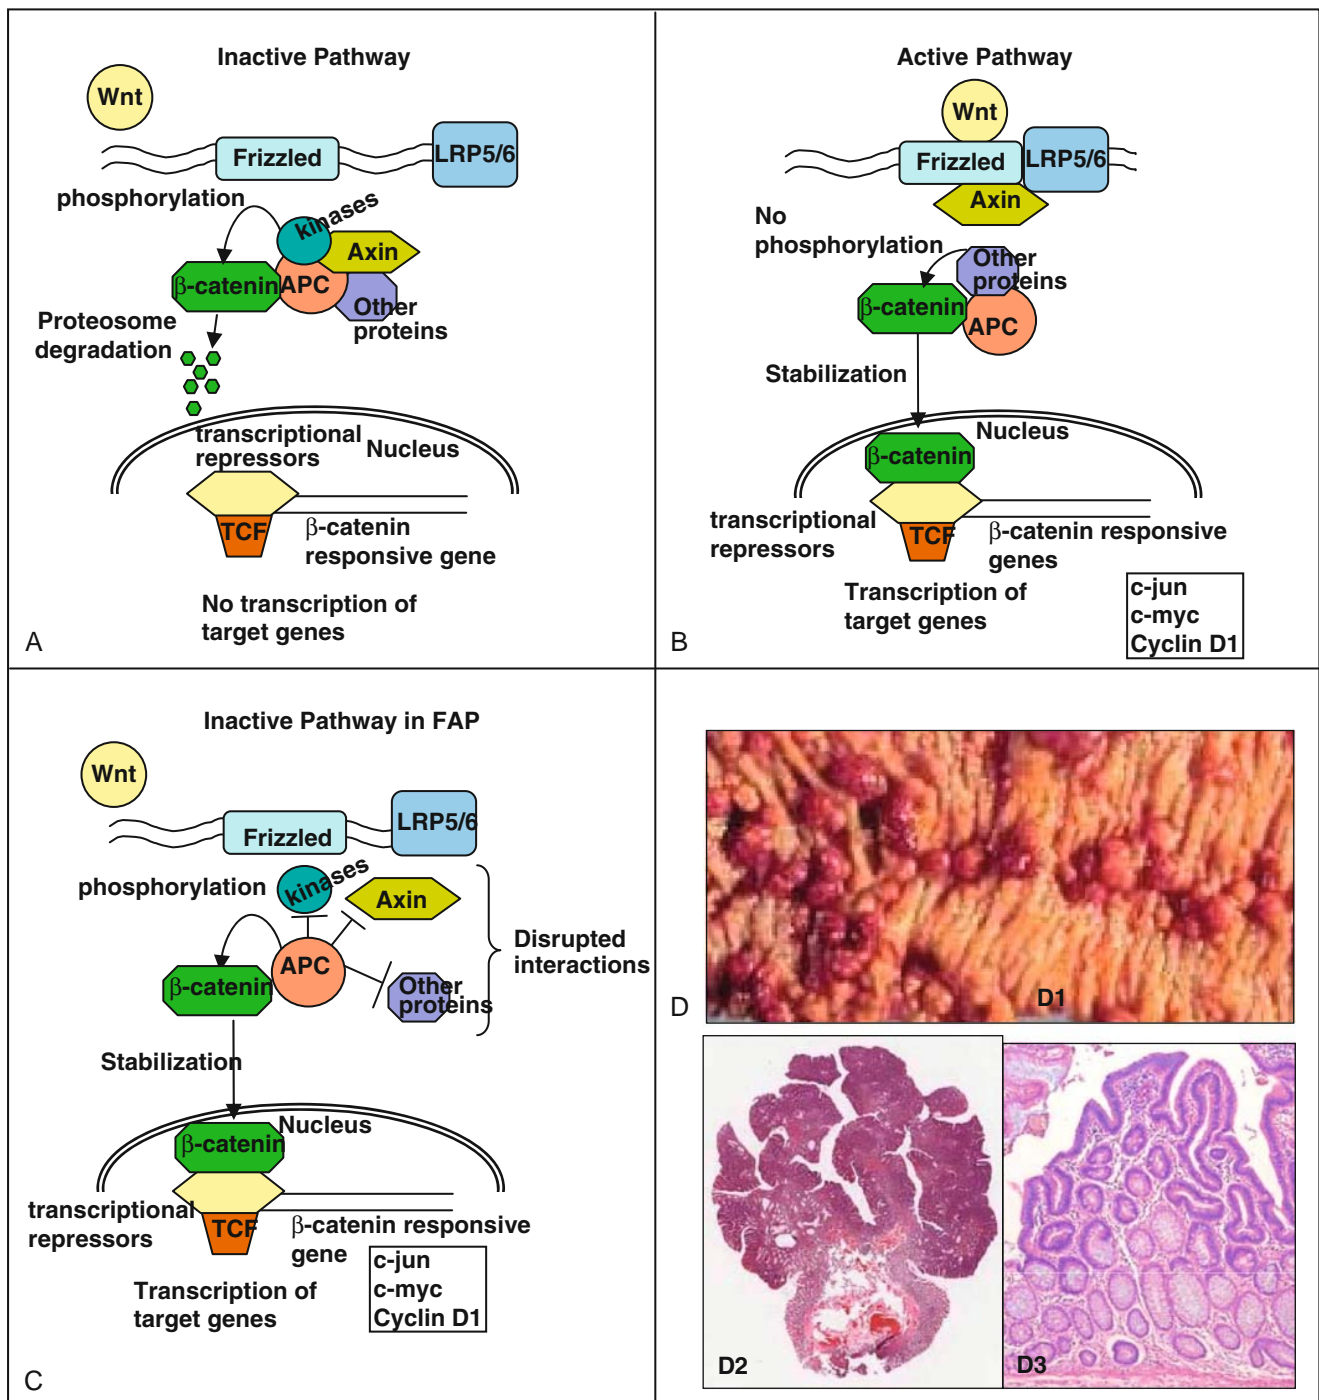 Inactive Pathway
Wnt
Frizzled
LRP5/6
phosphorylation
kinases
Axin
β-catenin
APC
Other
proteins
Proteosome
degradation
transcriptional
repressors
Nucleus
TCF
β-catenin
responsive gene
No transcription of
target genes
A
Active Pathway
Wnt
Frizzled
LRP5/6
Axin
No
phosphorylation
Other
proteins
β-catenin
APC
Stabilization
Nucleus
β-catenin
transcriptional
repressors
TCF
β-catenin responsive
genes
Transcription of
target genes
c-jun
c-myc
Cyclin D1
B
Inactive Pathway in FAP
Wnt
Frizzled
LRP5/6
phosphorylation
kinases
Axin
APC
β-catenin
Other
proteins
Disrupted
interactions
Stabilization
Nucleus
β-catenin
transcriptional
repressors
TCF
β-catenin responsive
gene
Transcription of
target genes
c-jun
c-myc
Cyclin D1
C
D
D1
D2
D3